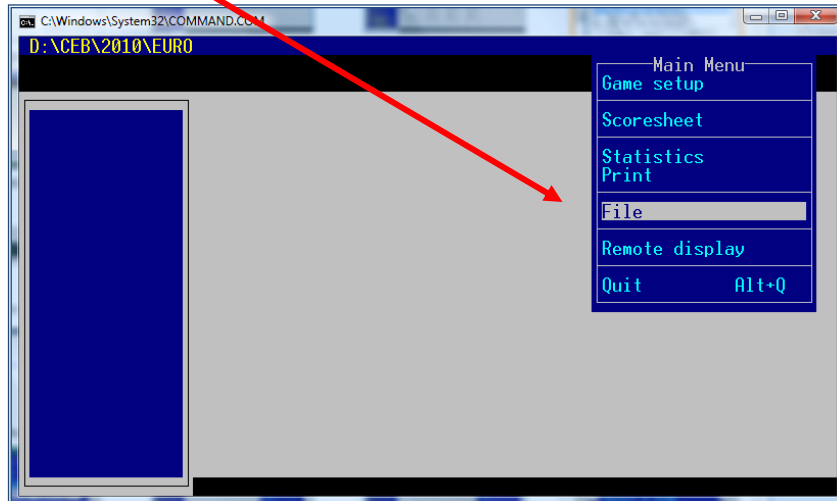 C:\Windows\System32\COMMAND.COM
D:\CEB\2010\EURO
Main Menu
Game setup
Scoresheet
Statistics
Print
File
Remote display
Quit Alt+Q